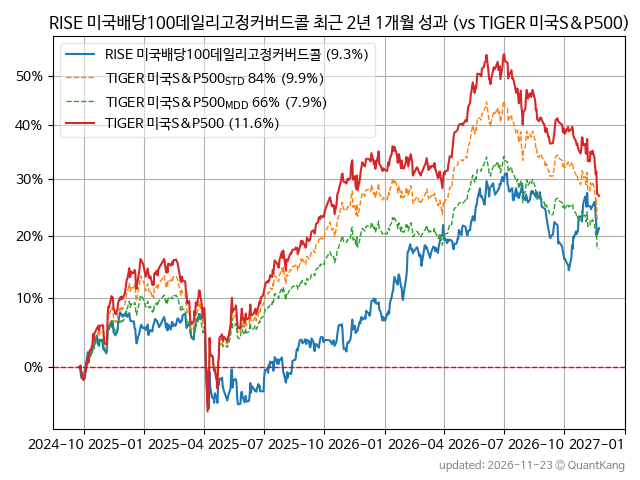 RISE 미국배당100데일리고정커버드콜 최근 2년 1개월 성과 (vs TIGER 미국S&P500)
RISE 미국배당100데일리고정커버드콜 (9.3%)
TIGER 미국S&P500STD 84% (9.9%)
TIGER 미국S&P500MDD 66% (7.9%)
TIGER 미국S&P500 (11.6%)
50%
40%
30%
20%
10%
0%
2024-10 2025-01 2025-04 2025-07 2025-10 2026-01 2026-04 2026-07 2026-10 2027-01
updated: 2026-11-23 © QuantKang